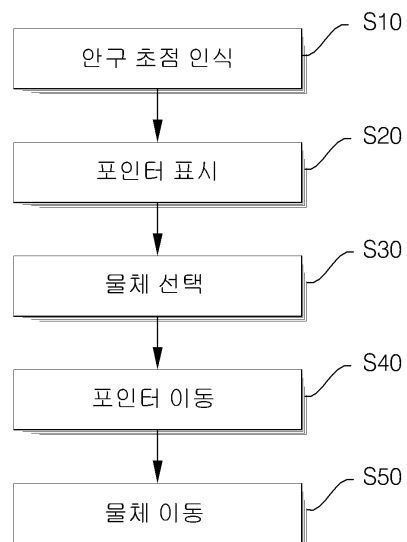 S10
안구 초점 인식
S20
포인터 표시
S30
물체 선택
S40
포인터 이동
S50
물체 이동